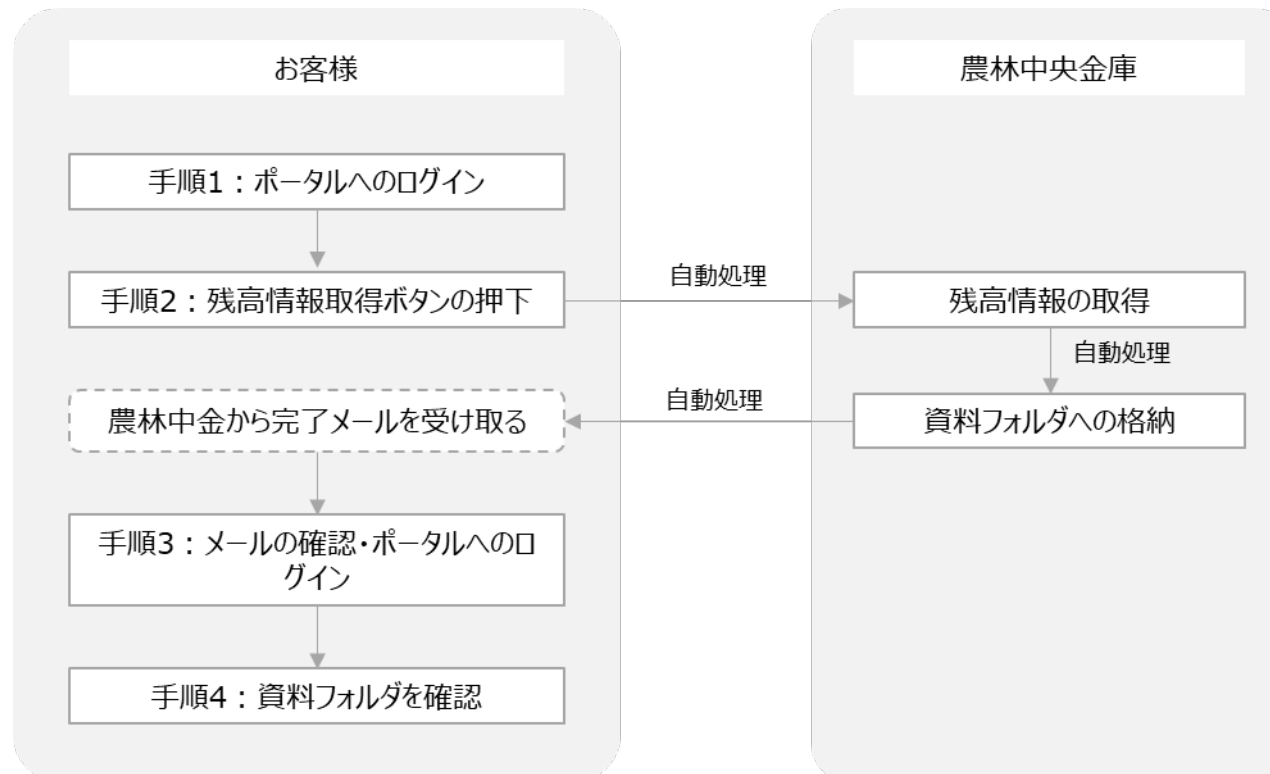 お客様
農林中央金庫
手順1：ポータルへのログイン
手順2：残高情報取得ボタンの押下
自動処理
残高情報の取得
自動処理
農林中金から完了メールを受け取る
自動処理
資料フォルダへの格納
手順3：メールの確認・ポータルへのロ
グイン
手順4：資料フォルダを確認